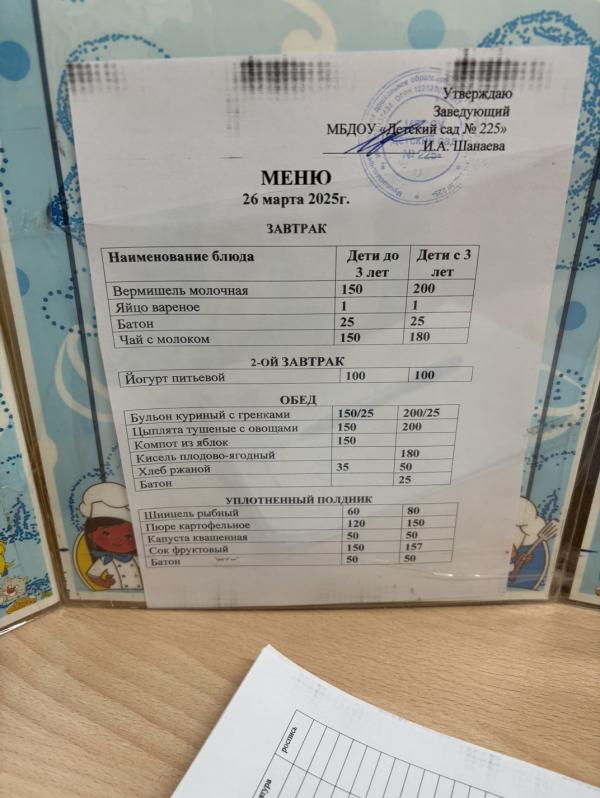 Утверждаю
Заведующий
МБДОУ «Детский сад № 225»
И.А. Шанаева
МЕНЮ
26 марта 2025г.
ЗАВТРАК
Наименование блюда Дети до 3 лет Дети с 3 лет
Вермишель молочная 150 200
Яйцо вареное 1 1
Батон 25 25
Чай с молоком 150 180
2-ОЙ ЗАВТРАК
Йогурт питьевой 100 100
ОБЕД
Бульон куриный с гренками 150/25 200/25
Цыплята тушеные с овощами 150 200
Компот из яблок 150
Кисель плодово-ягодный 180
Хлеб ржаной 35 50
Батон 25
УПЛОТНЕННЫЙ ПОЛДНИК
Шницель рыбный 60 80
Пюре картофельное 120 150
Капуста квашенная 50 50
Сок фруктовый 150 157
Батон 50 50
роспись